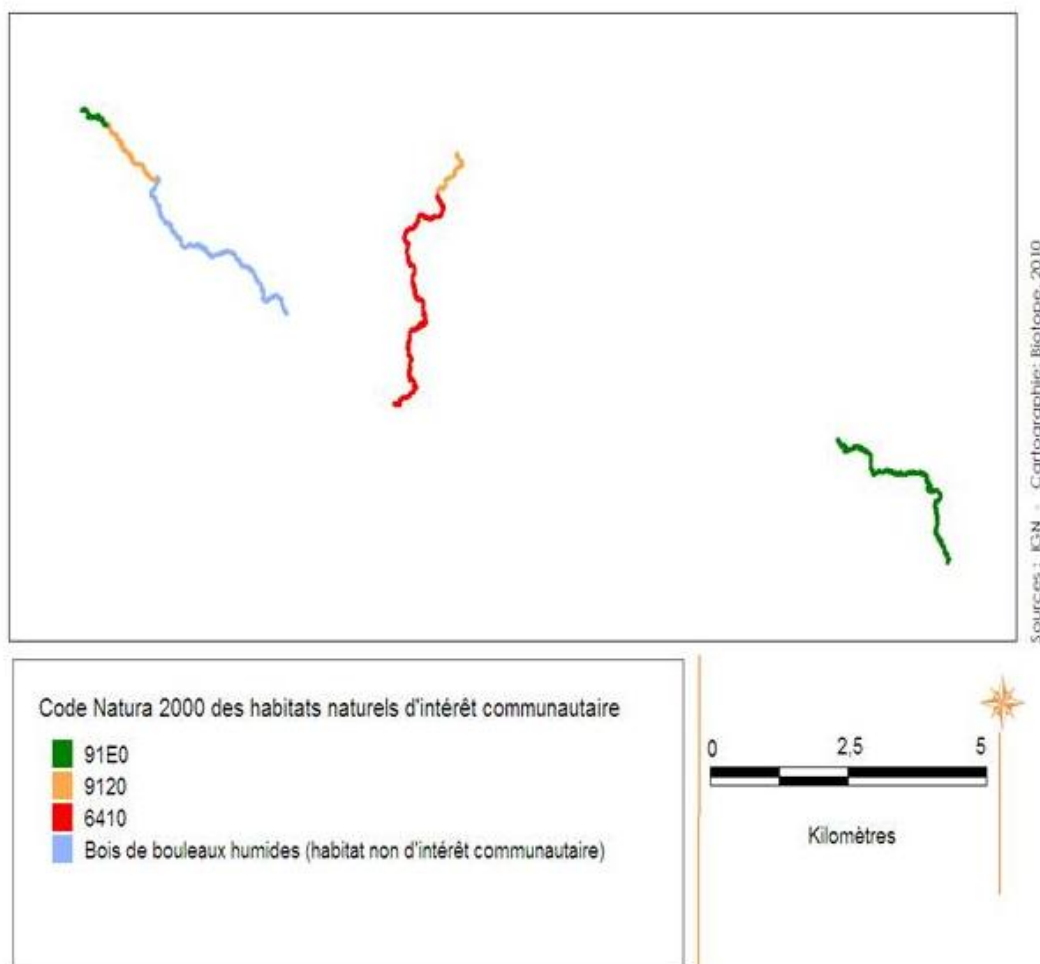 Sources : IGN - Cartographie: Biotope, 2010
Code Natura 2000 des habitats naturels d'intérêt communautaire
91E0
9120
6410
Bois de bouleaux humides (habitat non d'intérêt communautaire)
0 2,5 5
Kilomètres